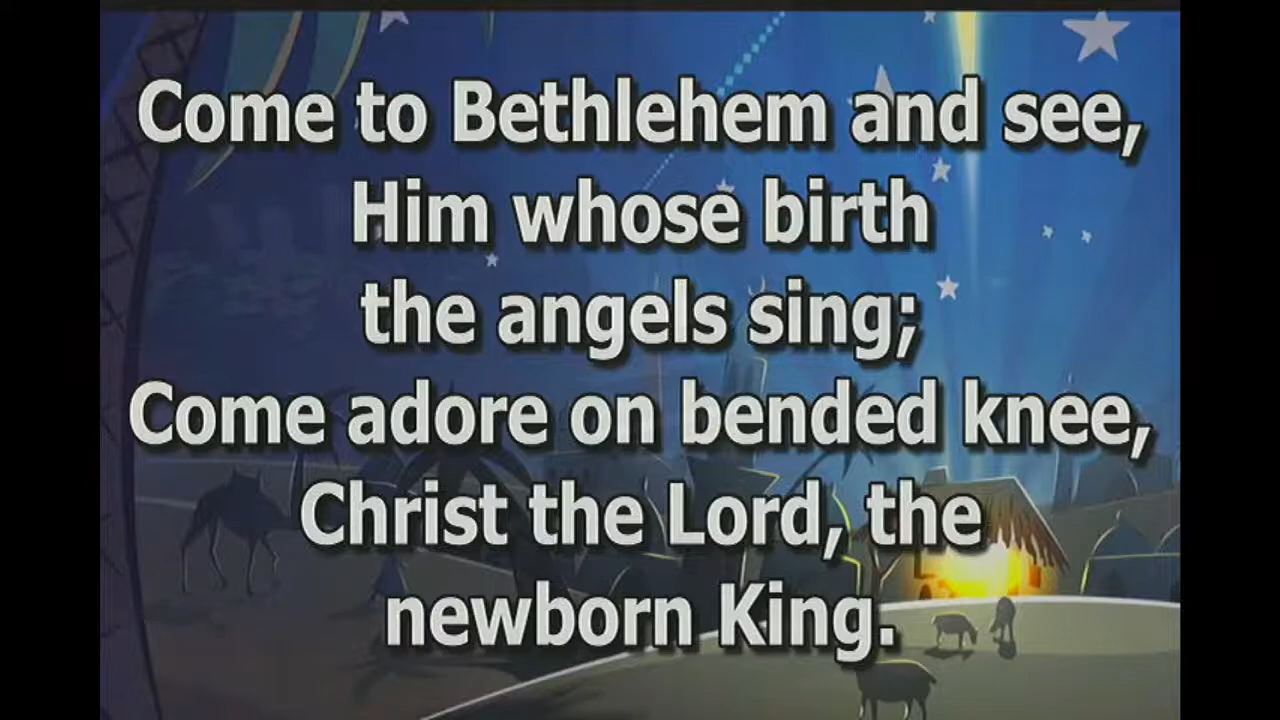 Come to Bethlehem and see,
Him whose birth
the angels sing;
Come adore on bended knee,
Christ the Lord, the
newborn King.